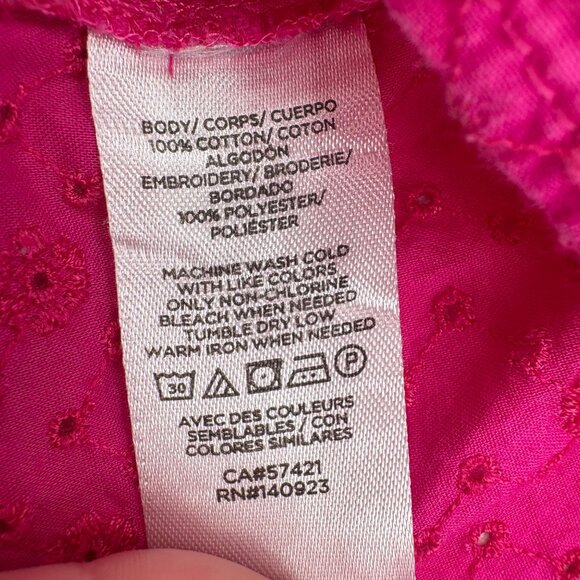 BODY/ CORPS/ CUERPO
100% COTTON/ COTON
ALGODÓN
EMBROIDERY/ BRODERIE/
BORDADO
100% POLYESTER/
POLIÉSTER
MACHINE WASH COLD
WITH LIKE COLORS
ONLY NON-CHLORINE
BLEACH WHEN NEEDED
TUMBLE DRY LOW
WARM IRON WHEN NEEDED
30 P
AVEC DES COULEURS
SEMBLABLES / CON
COLORES SIMILARES
CA#57421
RN#140923